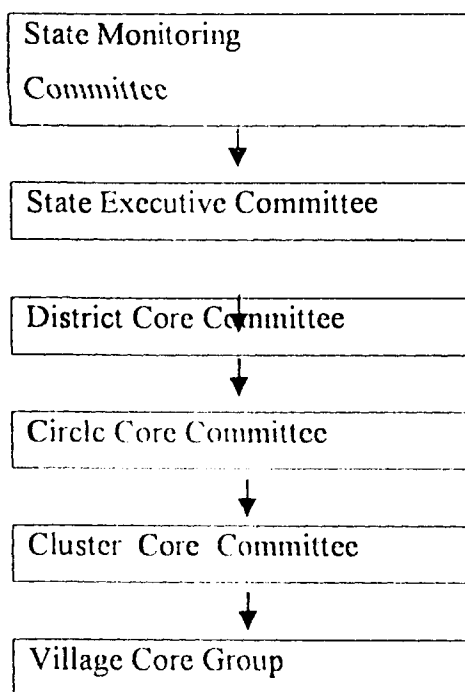 State Monitoring
Committee
State Executive Committee
District Core Committee
Circle Core Committee
Cluster Core Committee
Village Core Group